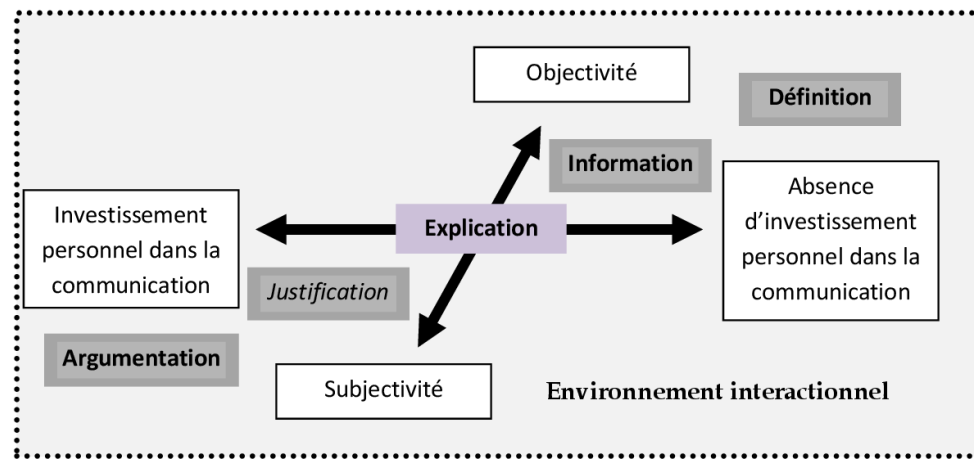 Objectivité
Définition
Information
Absence
d'investissement
personnel dans la
communication
Investissement
personnel dans la
communication
Explication
Justification
Argumentation
Subjectivité
Environnement interactionnel